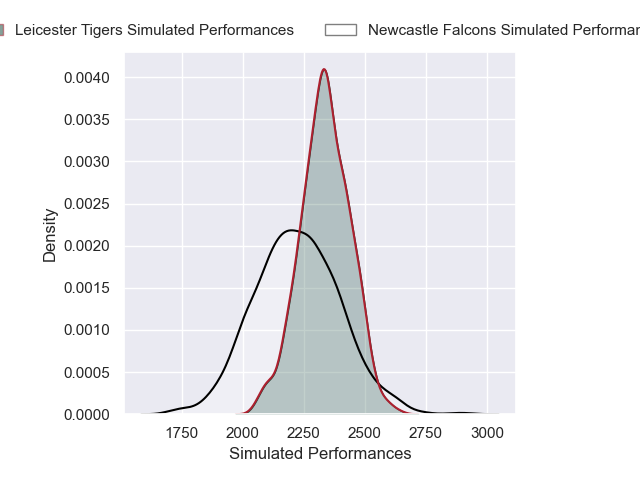 Leicester Tigers Simulated Performances
Newcastle Falcons Simulated Performan
0.0040
0.0035
0.0030
0.0025
0.0020
0.0015
0.0010
0.0005
0.0000
Density
1750 2000 2250 2500 2750 3000
Simulated Performances